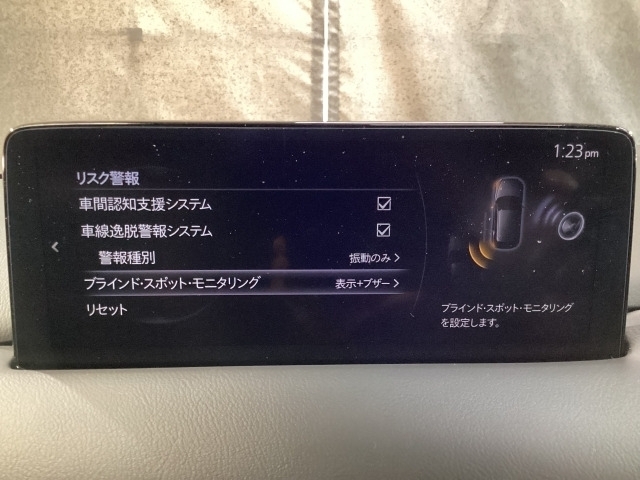 1:23 pm
リスク警報
車間認知支援システム
車線逸脱警報システム
警報種別 振動のみ
ブラインド・スポット・モニタリング 表示+ブザー
リセット
ブラインド・スポット・モニタリング
を設定します。